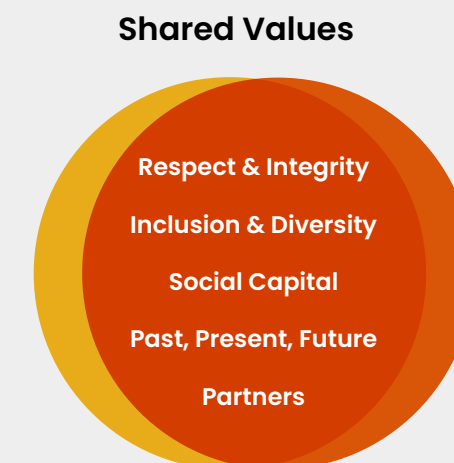 Shared Values
Respect & Integrity
Inclusion & Diversity
Social Capital
Past, Present, Future
Partners